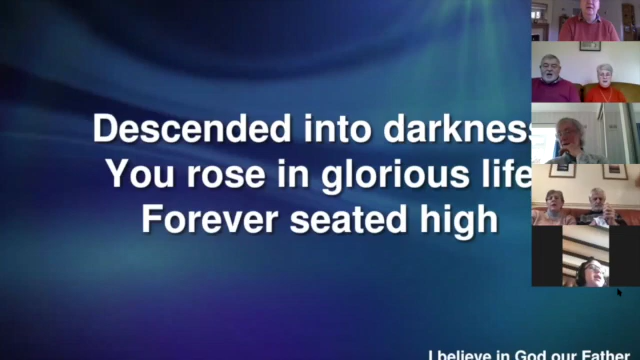 Descended into darkness
You rose in glorious life
Forever seated high
I believe in God our Father